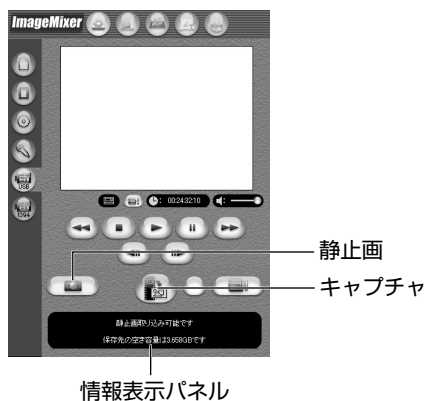 ImageMixer
USB
1394
00:24:32:10
静止画
キャプチャ
静止画取り込み可能です
保存先の空き容量は3.658GBです
情報表示パネル